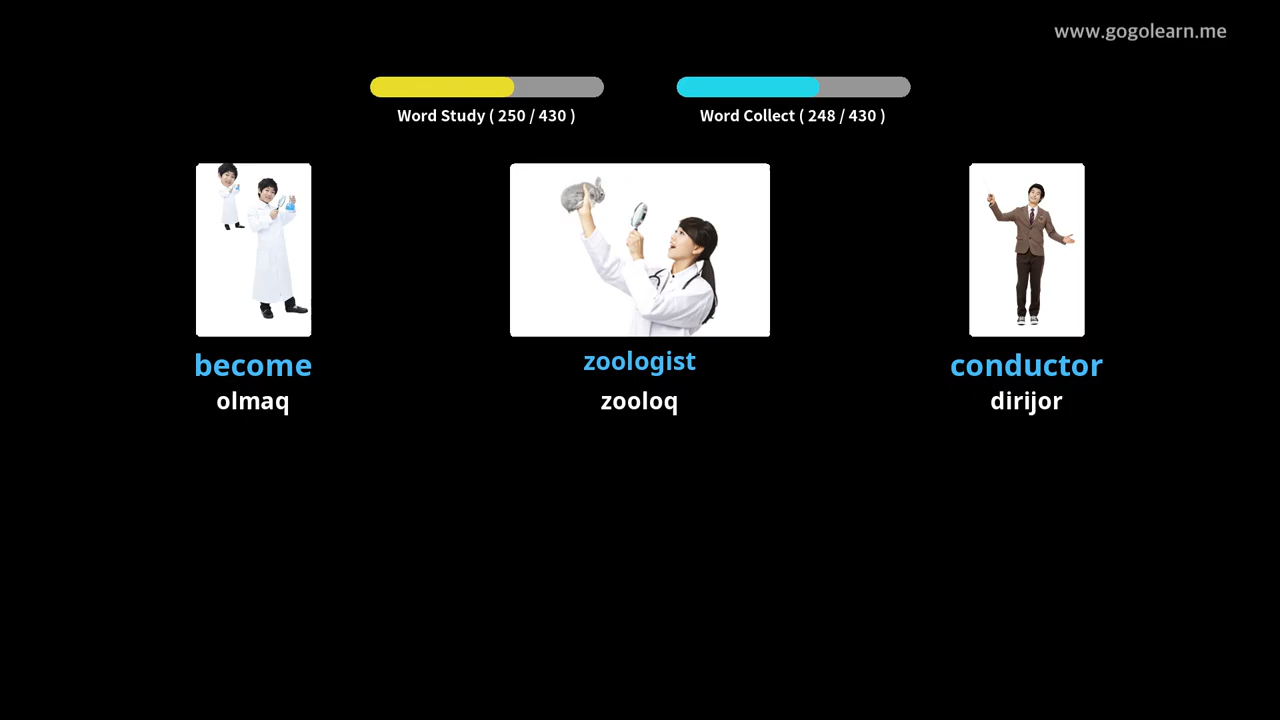 www.gogolearn.me
Word Study ( 250 / 430 )
Word Collect ( 248 / 430 )
become
olmaq
zoologist
zooloq
conductor
dirijor